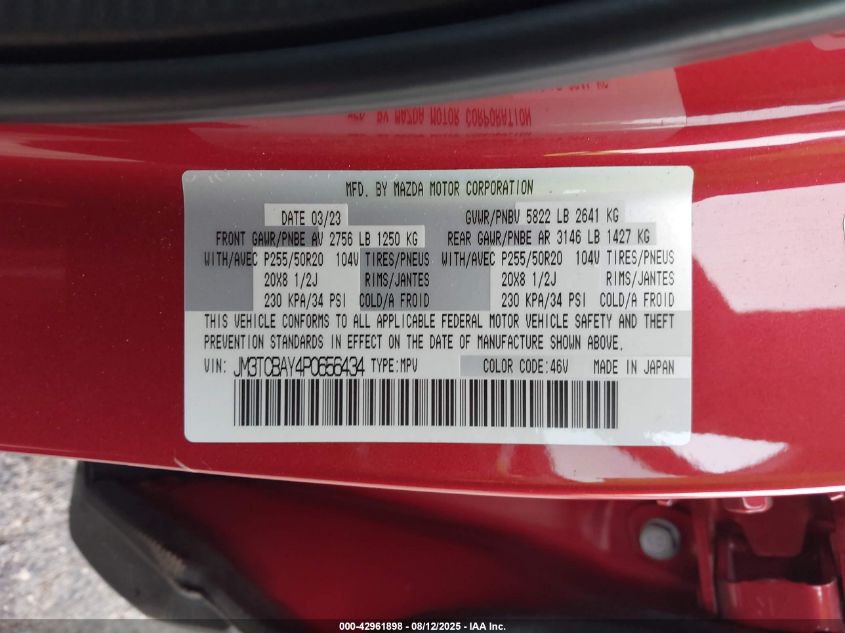 MFD. BY MAZDA MOTOR CORPORATION
DATE 03/23 GVWR/PNBV 5822 LB 2641 KG
FRONT GAWR/PNBE AV 2756 LB 1250 KG REAR GAWR/PNBE AR 3146 LB 1427 KG
WITH/AVEC P255/50R20 104V TIRES/PNEUS WITH/AVEC P255/50R20 104V TIRES/PNEUS
20X8 1/2J RIMS/JANTES 20X8 1/2J RIMS/JANTES
230 KPA/34 PSI COLD/A FROID 230 KPA/34 PSI COLD/A FROID
THIS VEHICLE CONFORMS TO ALL APPLICABLE FEDERAL MOTOR VEHICLE SAFETY AND THEFT
PREVENTION STANDARDS IN EFFECT ON THE DATE OF MANUFACTURE SHOWN ABOVE.
VIN: JM3TCBAY4P0656434 TYPE:MPV COLOR CODE:46V MADE IN JAPAN
000-42961898 - 08/12/2025 - IAA Inc.